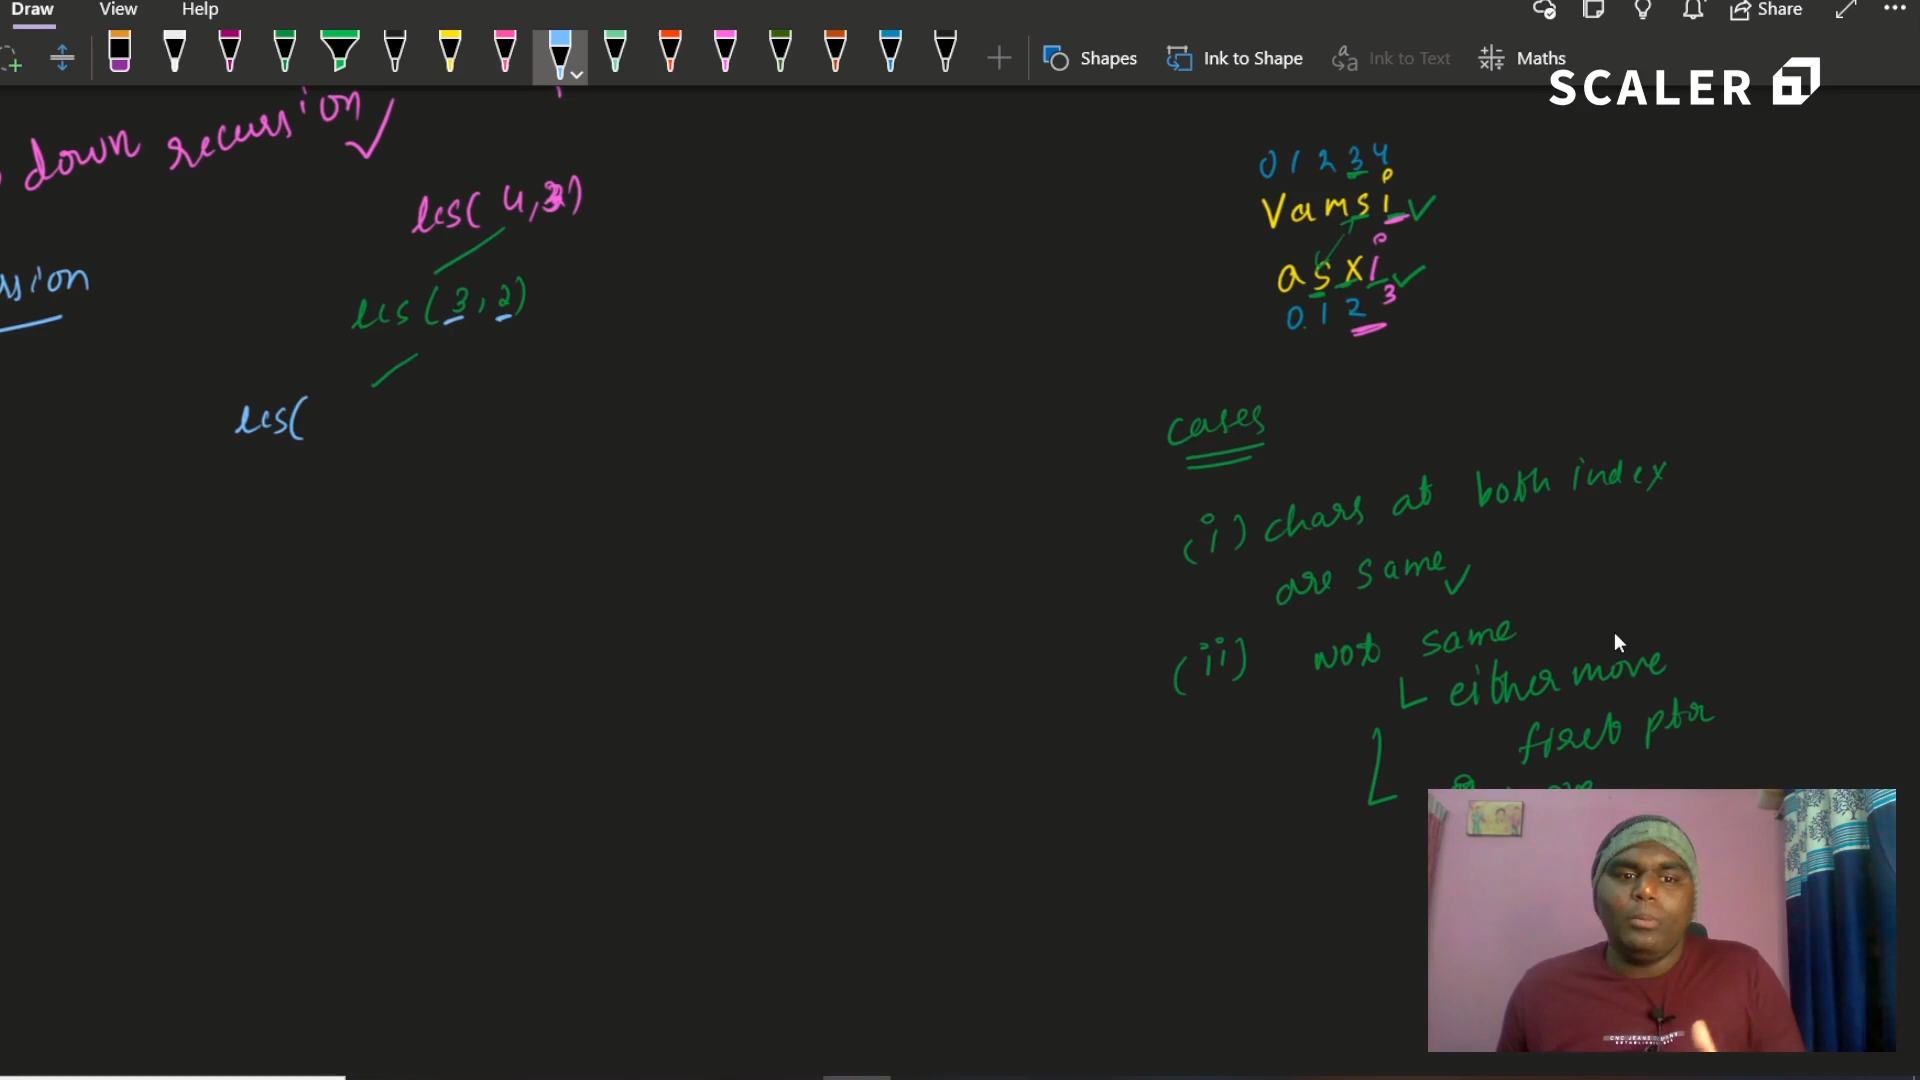 Draw View Help Share
Shapes Ink to Shape Ink to Text Maths
SCALER
down recursion
lcs( 4,3)
ssion
lcs (3,2)
lcs(
0 1 2 3 4
Vamsi
asxi
0 1 2 3
cases
(i) chars at both index
are same
(ii) not same
either move
first ptr